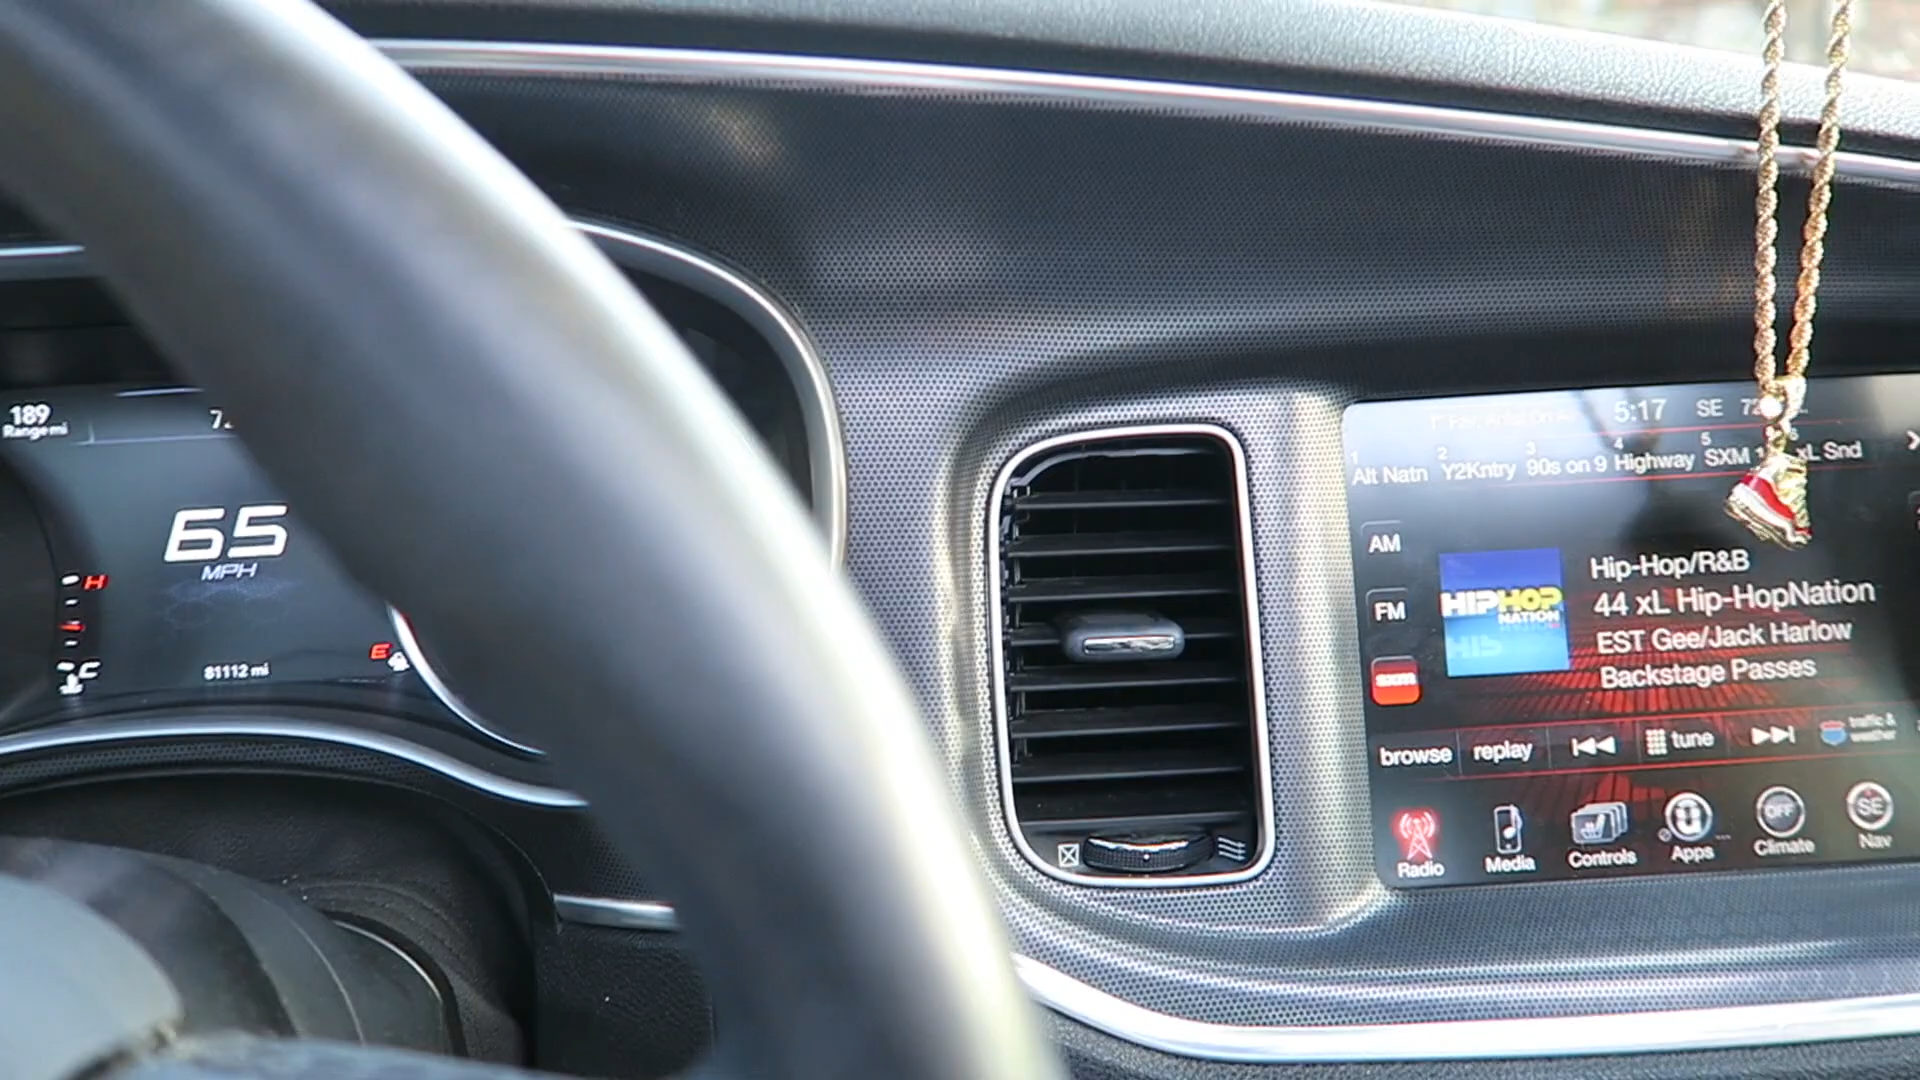 189
Range mi
65
MPH
H
C
E
81112 mi
5:17 SE
1 2 3 4 5
Alt Natn Y2Kntry 90s on 9 Highway SXM xL Snd
AM
FM
sxm
HIPHOP
NATION
Hip-Hop/R&B
44 xL Hip-HopNation
EST Gee/Jack Harlow
Backstage Passes
browse replay tune traffic &
weather
OFF SE
Radio Media Controls Apps Climate Nav